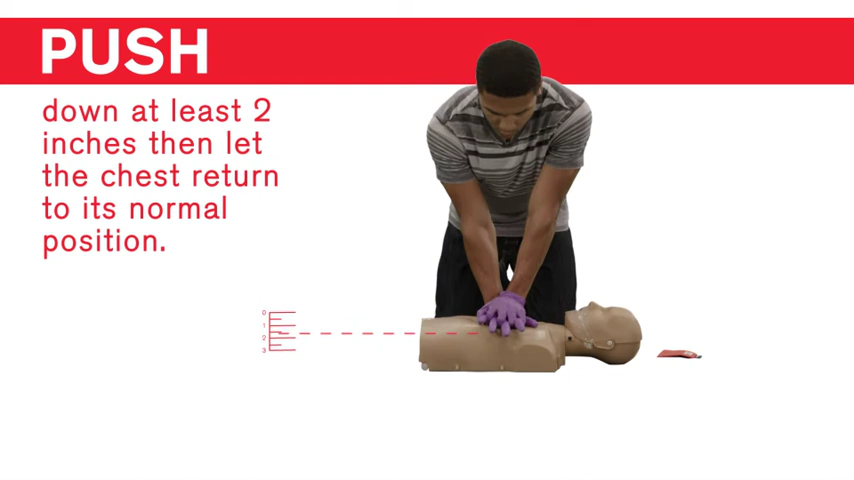 PUSH
down at least 2
inches then let
the chest return
to its normal
position.
0
1
2
3